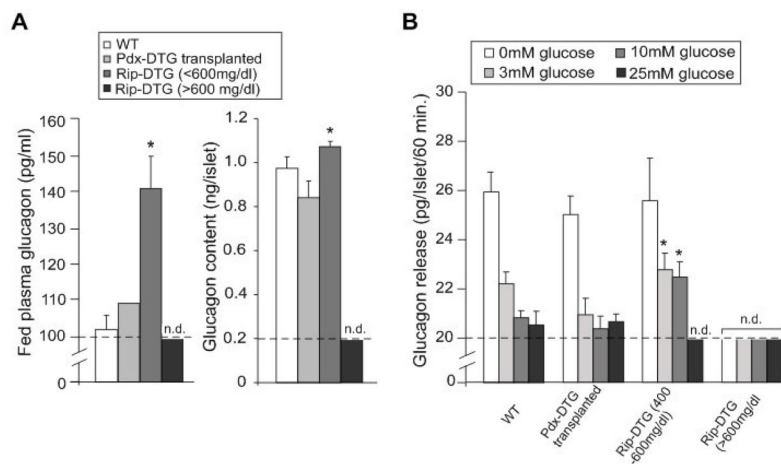 A
WT
Pdx-DTG transplanted
Rip-DTG (<600mg/dl)
Rip-DTG (>600 mg/dl)
Fed plasma glucagon (pg/ml)
160
150
140
130
120
110
100
0
*
n.d.
Glucagon content (ng/islet)
1.2
1.0
0.8
0.6
0.4
0.2
0
*
n.d.
B
0mM glucose
10mM glucose
3mM glucose
25mM glucose
Glucagon release (pg/Islet/60 min.)
30
28
26
24
22
20
0
* *
n.d.
n.d.
WT
Pdx-DTG
transplanted
Rip-DTG (400
-600mg/dl)
Rip-DTG
(>600mg/dl